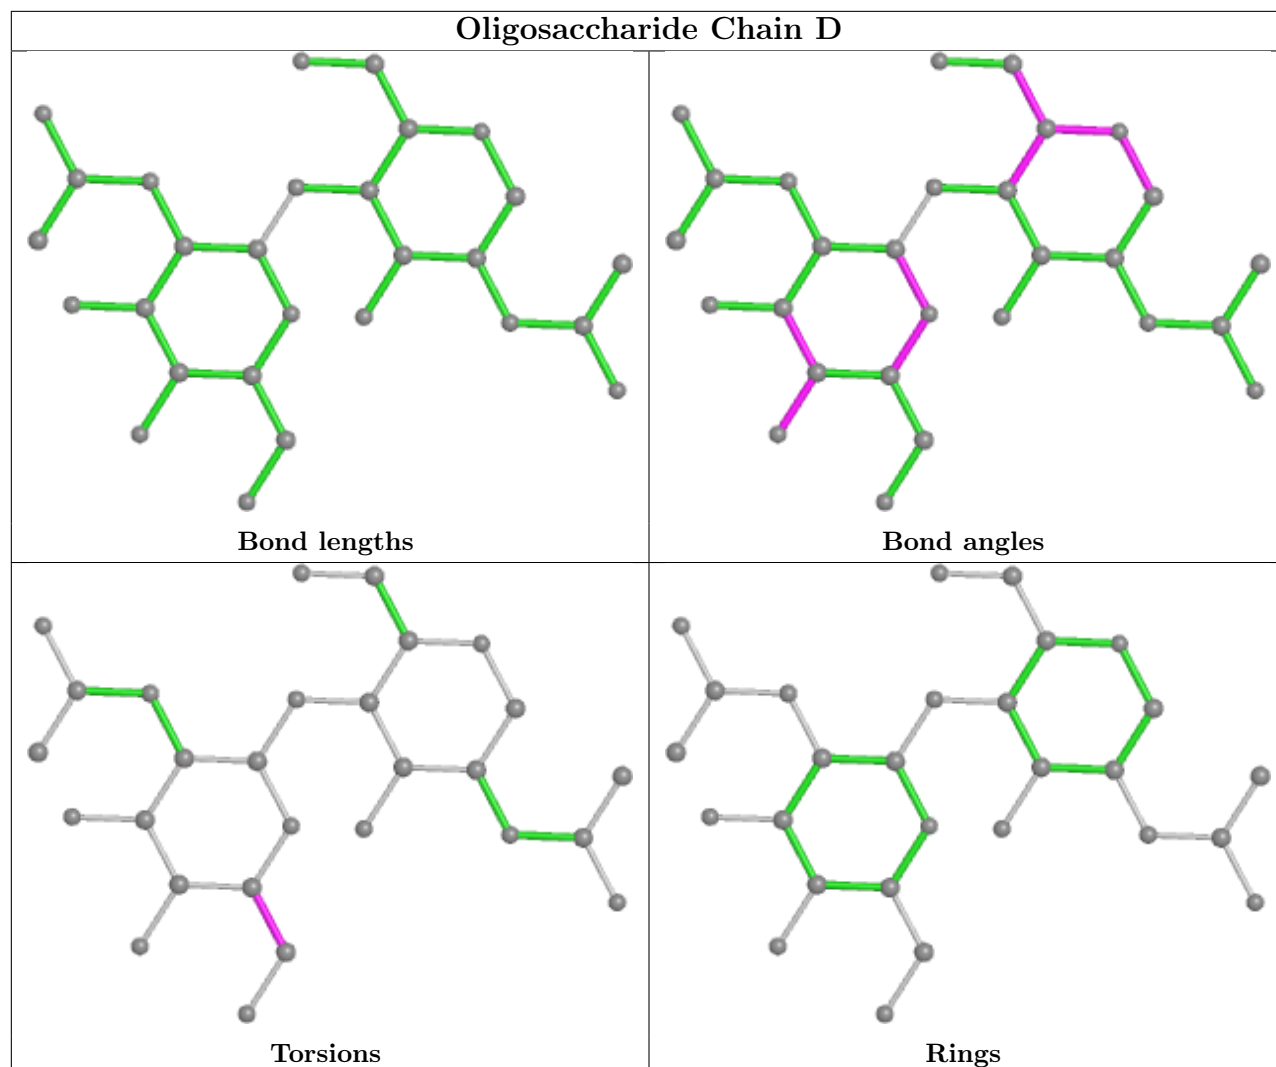 Oligosaccharide Chain D
Bond lengths
Bond angles
Torsions
Rings